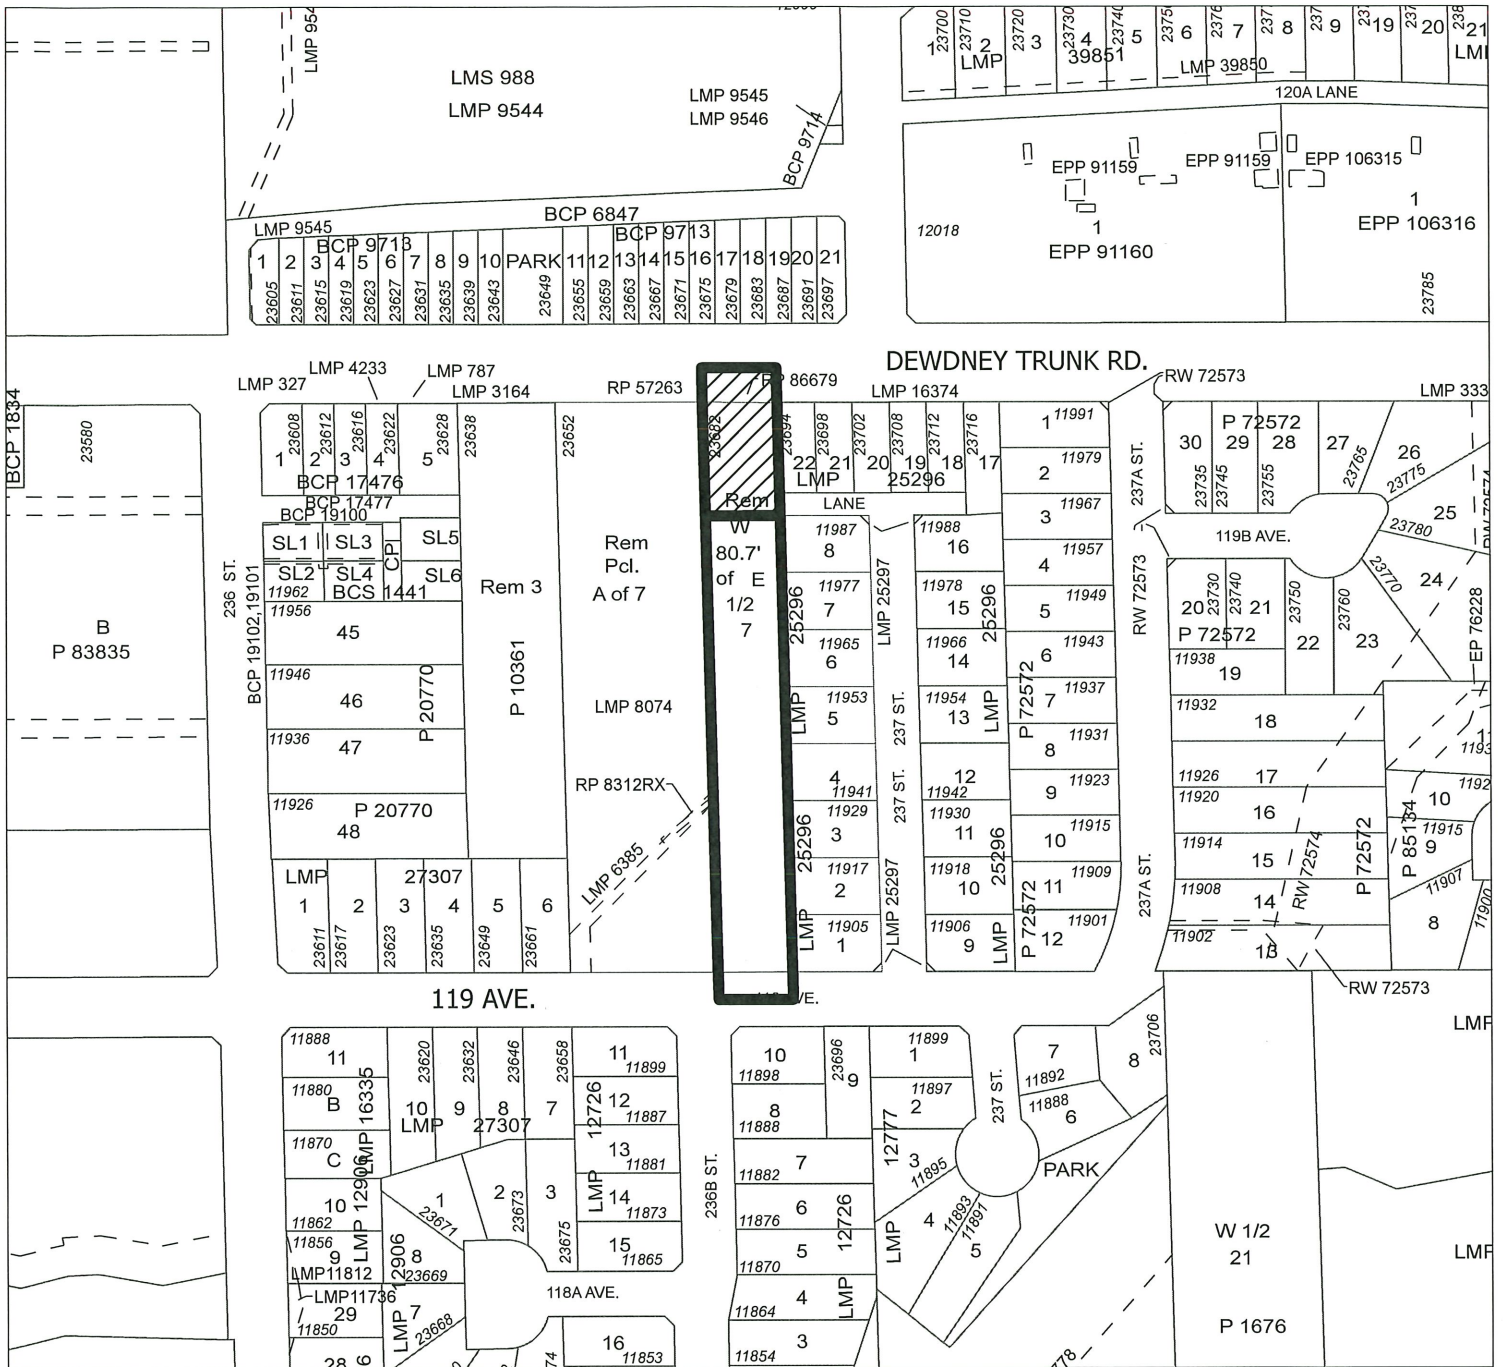 LMS 988
LMP 9544
LMP 9545
LMP 9546
BCP 9714
BCP 6847
LMP 9545
BCP 9713
BCP 9713
1 2 3 4 5 6 7 8 9 10 PARK 11 12 13 14 15 16 17 18 19 20 21
23605 23611 23615 23619 23623 23627 23631 23635 23639 23643 23649 23655 23659 23663 23667 23671 23675 23679 23683 23687 23691 23697
23700 23710 23720 23730
1 2 3 4 5 6 7 8 9 19 20 21
LMP 39851
LMP 39850
120A LANE
EPP 91159
EPP 91159
EPP 106315
12018
1
EPP 91160
1
EPP 106316
23785
DEWDNEY TRUNK RD.
LMP 327
LMP 4233
LMP 787
LMP 3164
RP 57263
86679
LMP 16374
RW 72573
LMP 333
BCP 1834
23580
B
P 83835
236 ST.
BCP 19102,19101
23608 23612 23616 23622 23628 23638 23652
1 2 3 4 5
BCP 17476
BCP 17477
BCP 19100
SL1 SL3 CP SL5
SL2 SL4 SL6
11962
BCS 1441
11956
45
11946
46
P 20770
11936
47
11926
P 20770
48
Rem 3
P 10361
Rem
Pcl.
A of 7
LMP 8074
RP 8312RX
LMP 6385
LMP 27307
1 2 3 4 5 6
23611 23617 23623 23635 23649 23661
23682
Rem
W
80.7'
of E
1/2
7
23698 23702 23708 23712 23716
22 21 20 19 18 17
LMP 25296
LANE
11987
8
11977
7
11965
6
11953
5
4
11941
11929
3
11917
2
11905
1
25296
LMP
25296
LMP
LMP 25297
237 ST.
237 ST.
LMP 25297
11988
16
11978
15
11966
14
11954
13
12
11942
11930
11
11918
10
11906
9
25296
LMP
25296
LMP
1 11991
2 11979
3 11967
4 11957
5 11949
6 11943
7 11937
8 11931
9 11923
10 11915
11 11909
12 11901
P 72572
P 72572
237A ST.
RW 72573
237A ST.
P 72572
30 29 28 27 26
23735 23745 23755 23765 23775
25
23780
119B AVE.
23770
24
23730 23740 23750 23760
20 21 22 23
P 72572
11938
19
EP 76228
11932
18
11926
17
11920
16
11914
15
11908
14
11902
13
RW 72574
P 72572
P 85134
10
11915
9
11907
8
11900
RW 72573
119 AVE.
11888
11
11880
B
11870
C
10
11862
11856
9
LMP11812
LMP11736
29
11850
28
LMP 16335
LMP 12906
23620 23632 23646 23658
10 9 8 7
LMP 27307
1 2 3
23671 23673 23675
8
23669
7
23668
LMP 12906
11
11899
12
11887
13
11881
14
11873
15
11865
LMP 12726
118A AVE.
16
11853
236B ST.
10
11898
23696
9
8
11888
7
11882
6
11876
5
11870
4
11864
3
11854
LMP 12726
11899
1
11897
2
3
11895
4
11893
11891
5
LMP 12777
237 ST.
7
11892
11888
6
8
23706
PARK
W 1/2
21
P 1676